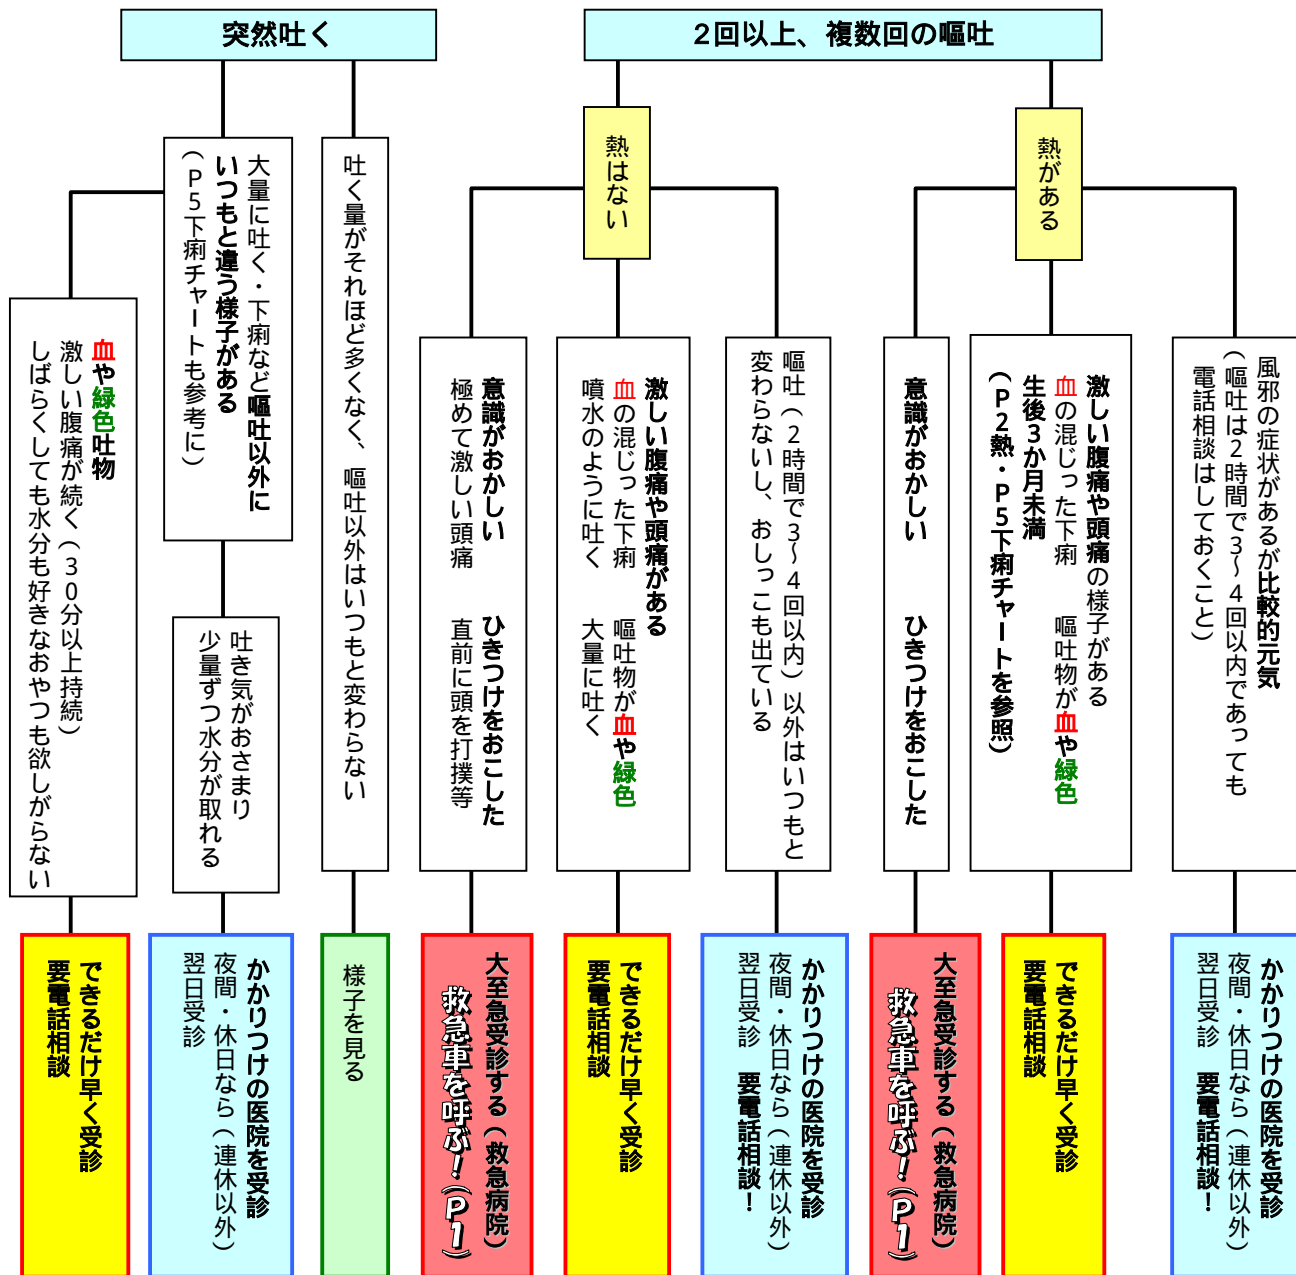 突然吐く
2回以上、複数回の嘔吐
熱はない
熱がある
風邪の症状があるが比較的元気
(嘔吐は2時間で3~4回以内であっても
電話相談はしておくこと)
激しい腹痛や頭痛の様子がある
血の混じった下痢 嘔吐物が血や緑色
生後3か月未満
(P2熱・P5下痢チャートを参照)
意識がおかしい ひきつけをおこした
嘔吐(2時間で3~4回以内)以外はいつもと
変わらないし、おしっこも出ている
激しい腹痛や頭痛がある
血の混じった下痢 嘔吐物が血や緑色
噴水のように吐く 大量に吐く
意識がおかしい ひきつけをおこした
極めて激しい頭痛 直前に頭を打撲等
吐く量がそれほど多くなく、嘔吐以外はいつもと変わらない
大量に吐く・下痢など嘔吐以外に
いつもと違う様子がある
(P5下痢チャートも参考に)
吐き気がおさまり
少量ずつ水分が取れる
血や緑色吐物
激しい腹痛が続く(30分以上持続)
しばらくしても水分も好きなおやつも欲しがらない
かかりつけの医院を受診
夜間・休日なら(連休以外)
翌日受診 要電話相談!
できるだけ早く受診
要電話相談
大至急受診する(救急病院)
救急車を呼ぶ!(P1)
かかりつけの医院を受診
夜間・休日なら(連休以外)
翌日受診 要電話相談!
できるだけ早く受診
要電話相談
大至急受診する(救急病院)
救急車を呼ぶ!(P1)
様子を見る
かかりつけの医院を受診
夜間・休日なら(連休以外)
翌日受診
できるだけ早く受診
要電話相談